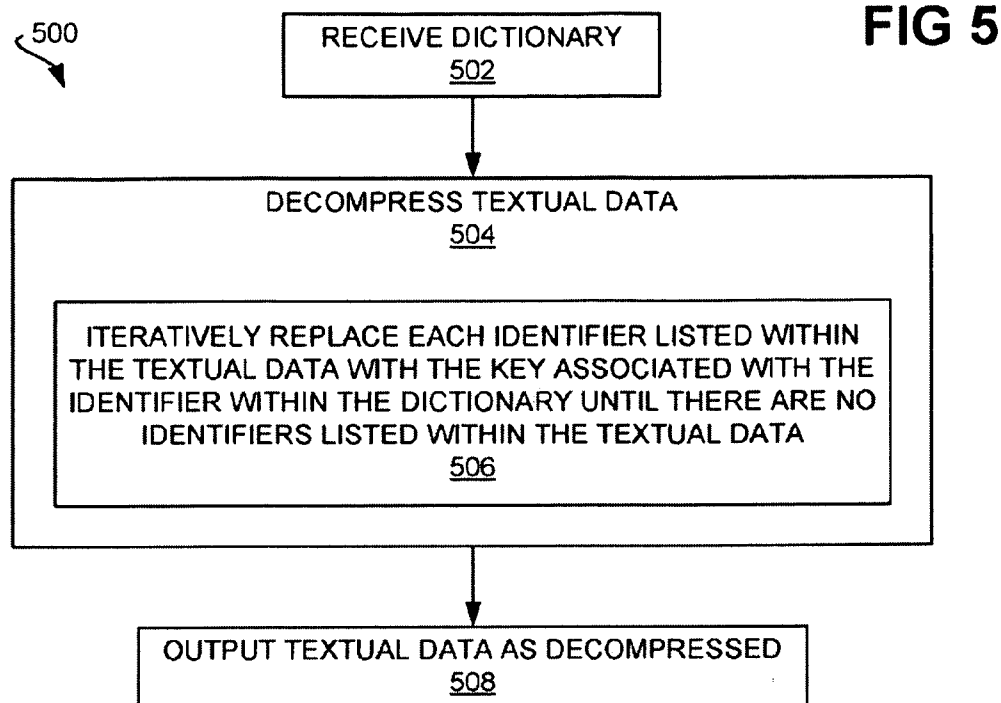 FIG 5
500
RECEIVE DICTIONARY
502
DECOMPRESS TEXTUAL DATA
504
ITERATIVELY REPLACE EACH IDENTIFIER LISTED WITHIN
THE TEXTUAL DATA WITH THE KEY ASSOCIATED WITH THE
IDENTIFIER WITHIN THE DICTIONARY UNTIL THERE ARE NO
IDENTIFIERS LISTED WITHIN THE TEXTUAL DATA
506
OUTPUT TEXTUAL DATA AS DECOMPRESSED
508